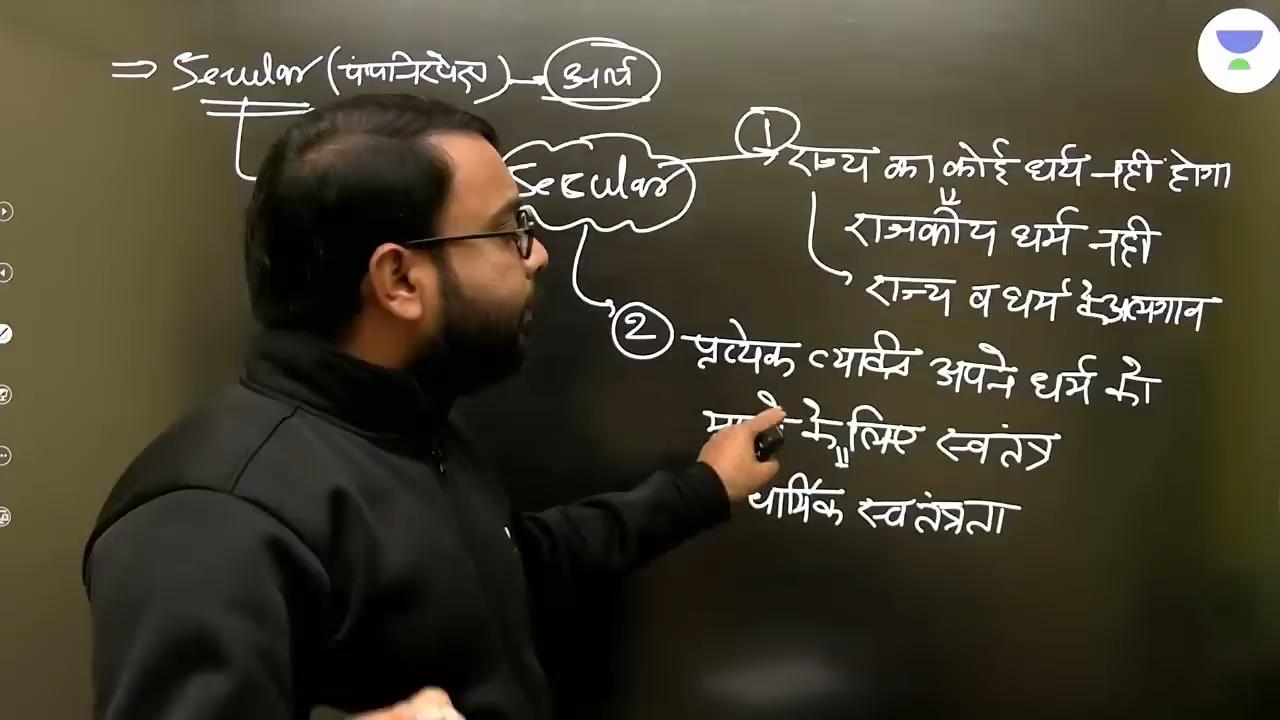 ⇒ Secular (पंथनिरपेक्ष) → अर्थ
Secular
1 राज्य का कोई धर्म नही होगा
राजकीय धर्म नही
राज्य व धर्म के अलगाव
2 प्रत्येक व्यक्ति अपने धर्म को
के लिए स्वतंत्र
धार्मिक स्वतंत्रता